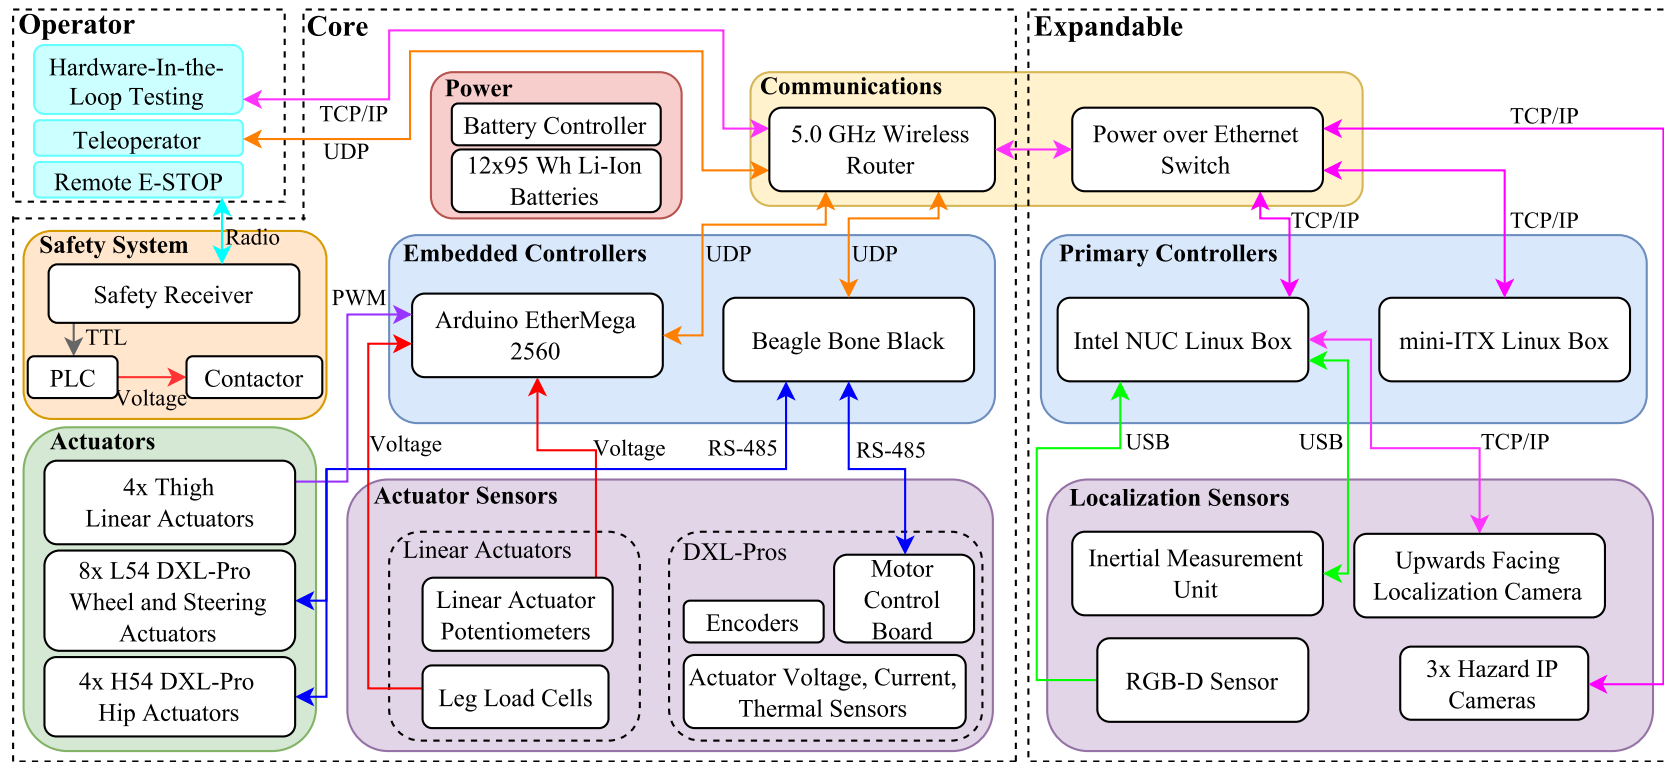 Operator
Hardware-In-the-
Loop Testing
Teleoperator
Remote E-STOP
Core
TCP/IP
UDP
Power
Battery Controller
12x95 Wh Li-Ion
Batteries
Expandable
Communications
5.0 GHz Wireless
Router
Power over Ethernet
Switch
TCP/IP
TCP/IP
TCP/IP
Radio
Safety System
Safety Receiver
TTL
PLC
Voltage
Contactor
PWM
Embedded Controllers
UDP
UDP
Arduino EtherMega
2560
Beagle Bone Black
Primary Controllers
Intel NUC Linux Box
mini-ITX Linux Box
Voltage
Voltage
RS-485
RS-485
USB
USB
TCP/IP
Actuators
4x Thigh
Linear Actuators
8x L54 DXL-Pro
Wheel and Steering
Actuators
4x H54 DXL-Pro
Hip Actuators
Actuator Sensors
Linear Actuators
Linear Actuator
Potentiometers
Leg Load Cells
DXL-Pros
Motor
Control
Board
Encoders
Actuator Voltage, Current,
Thermal Sensors
Localization Sensors
Inertial Measurement
Unit
Upwards Facing
Localization Camera
RGB-D Sensor
3x Hazard IP
Cameras